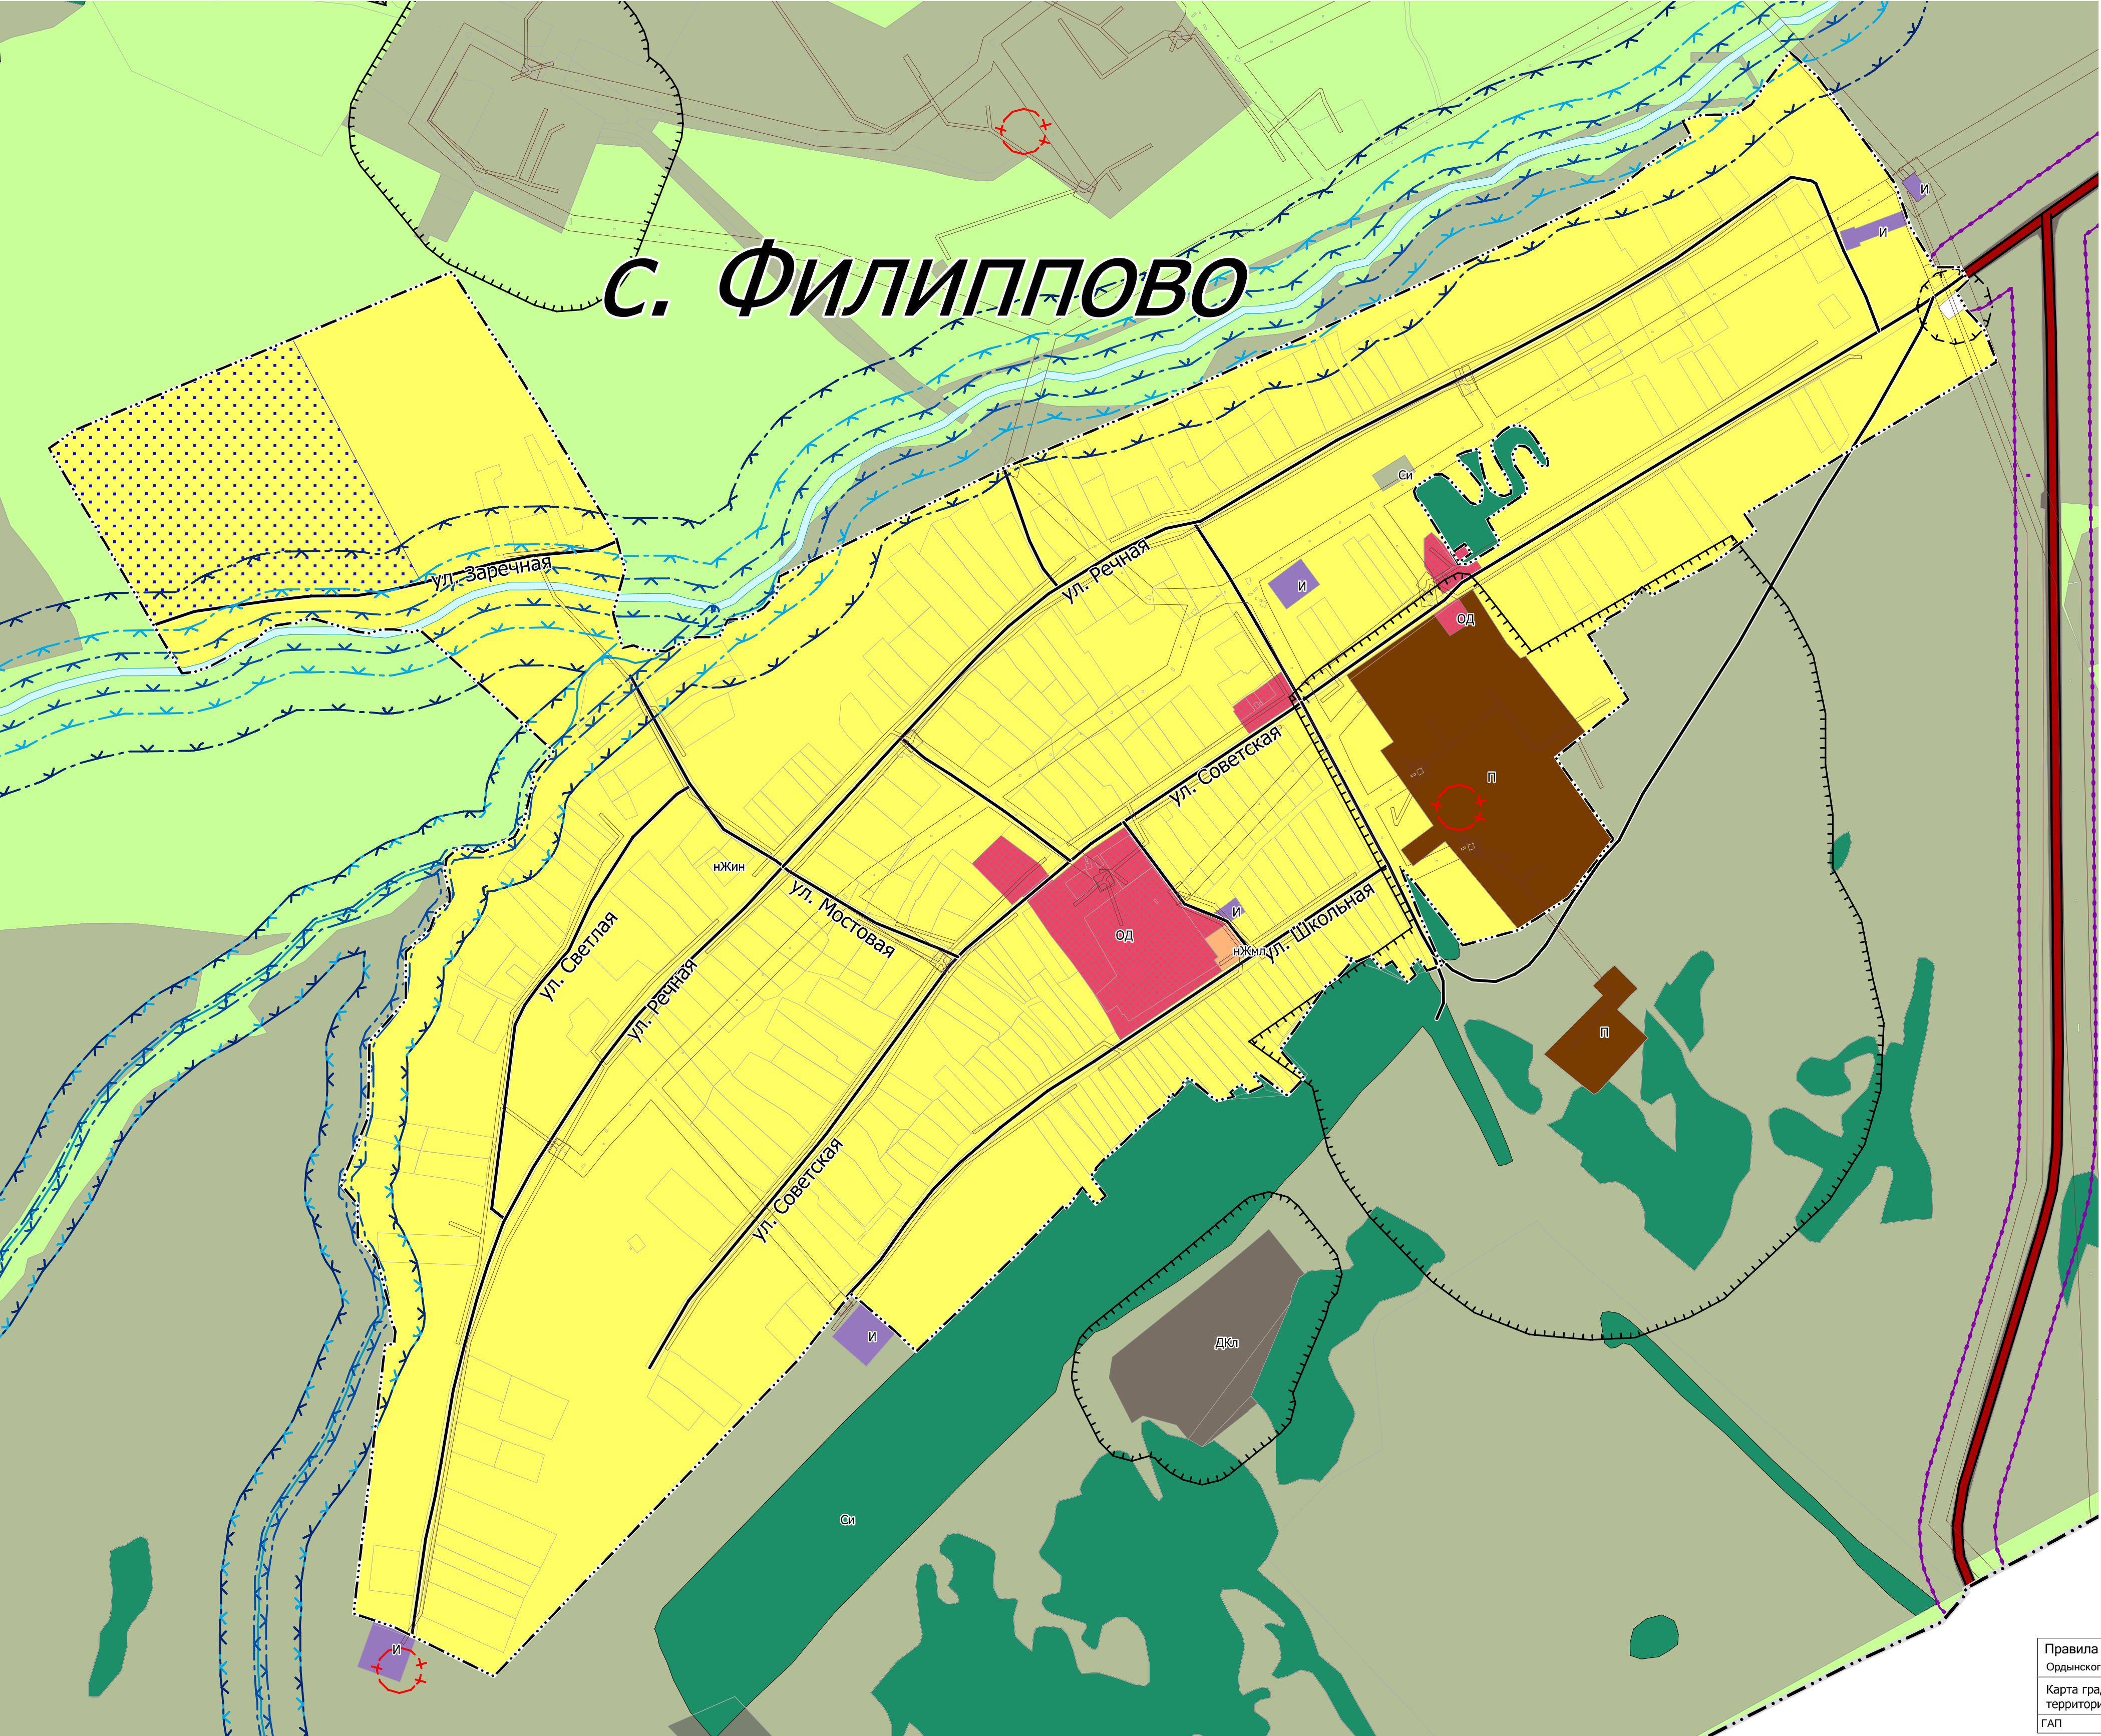 с. Филиппово
И
И
Си
ул. Заречная
ул. Речная
И
ОД
ул. Советская
П
нЖин
ул. Мостовая
И
ул. Школьная
ОД
нЖмл
ул. Светлая
ул. Речная
П
ул. Советская
И
ДКл
Си
И
Правила
Ордынског
Карта гра
территори
ГАП